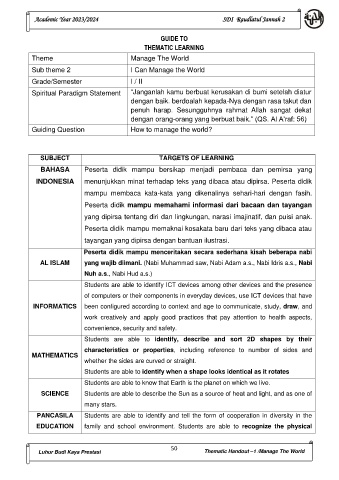 Academic Year 2023/2024 SDI Raudlatul Jannah 2
GUIDE TO
THEMATIC LEARNING
Theme Manage The World
Sub theme 2 I Can Manage the World
Grade/Semester I / II
Spiritual Paradigm Statement "Janganlah kamu berbuat kerusakan di bumi setelah diatur
dengan baik. berdoalah kepada-Nya dengan rasa takut dan
penuh harap. Sesungguhnya rahmat Allah sangat dekat
dengan orang-orang yang berbuat baik." (QS. Al A'raf: 56)
Guiding Question How to manage the world?
SUBJECT TARGETS OF LEARNING
BAHASA INDONESIA
Peserta didik mampu bersikap menjadi pembaca dan pemirsa yang
menunjukkan minat terhadap teks yang dibaca atau dipirsa. Peserta didik
mampu membaca kata-kata yang dikenalinya sehari-hari dengan fasih.
Peserta didik mampu memahami informasi dari bacaan dan tayangan
yang dipirsa tentang diri dan lingkungan, narasi imajinatif, dan puisi anak.
Peserta didik mampu memaknai kosakata baru dari teks yang dibaca atau
tayangan yang dipirsa dengan bantuan ilustrasi.
AL ISLAM
Peserta didik mampu menceritakan secara sederhana kisah beberapa nabi
yang wajib diimani. (Nabi Muhammad saw, Nabi Adam a.s., Nabi Idris a.s., Nabi
Nuh a.s., Nabi Hud a.s.)
INFORMATICS
Students are able to identify ICT devices among other devices and the presence
of computers or their components in everyday devices, use ICT devices that have
been configured according to context and age to communicate, study, draw, and
work creatively and apply good practices that pay attention to health aspects,
convenience, security and safety.
MATHEMATICS
Students are able to identify, describe and sort 2D shapes by their
characteristics or properties, including reference to number of sides and
whether the sides are curved or straight.
Students are able to identify when a shape looks identical as it rotates
SCIENCE
Students are able to know that Earth is the planet on which we live.
Students are able to describe the Sun as a source of heat and light, and as one of
many stars.
PANCASILA EDUCATION
Students are able to identify and tell the form of cooperation in diversity in the
family and school environment. Students are able to recognize the physical
Luhur Budi Kaya Prestasi 50 Thematic Handout –1 /Manage The World